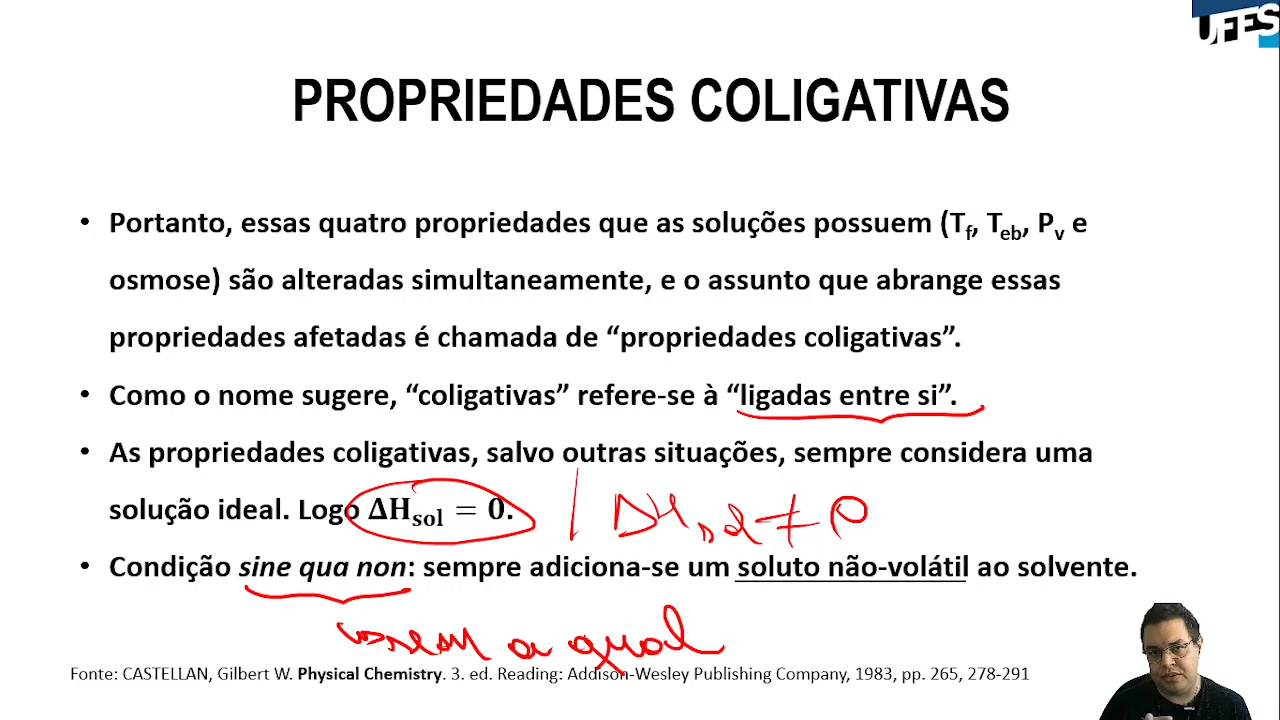 UFES
PROPRIEDADES COLIGATIVAS
• Portanto, essas quatro propriedades que as soluções possuem (Tf, Teb, Pv e
osmose) são alteradas simultaneamente, e o assunto que abrange essas
propriedades afetadas é chamada de “propriedades coligativas”.
• Como o nome sugere, “coligativas” refere-se à “ligadas entre si”.
• As propriedades coligativas, salvo outras situações, sempre considera uma
solução ideal. Logo ΔHsol = 0. ΔHsol ≠ 0
• Condição sine qua non: sempre adiciona-se um soluto não-volátil ao solvente.
sem a qual
Fonte: CASTELLAN, Gilbert W. Physical Chemistry. 3. ed. Reading: Addison-Wesley Publishing Company, 1983, pp. 265, 278-291